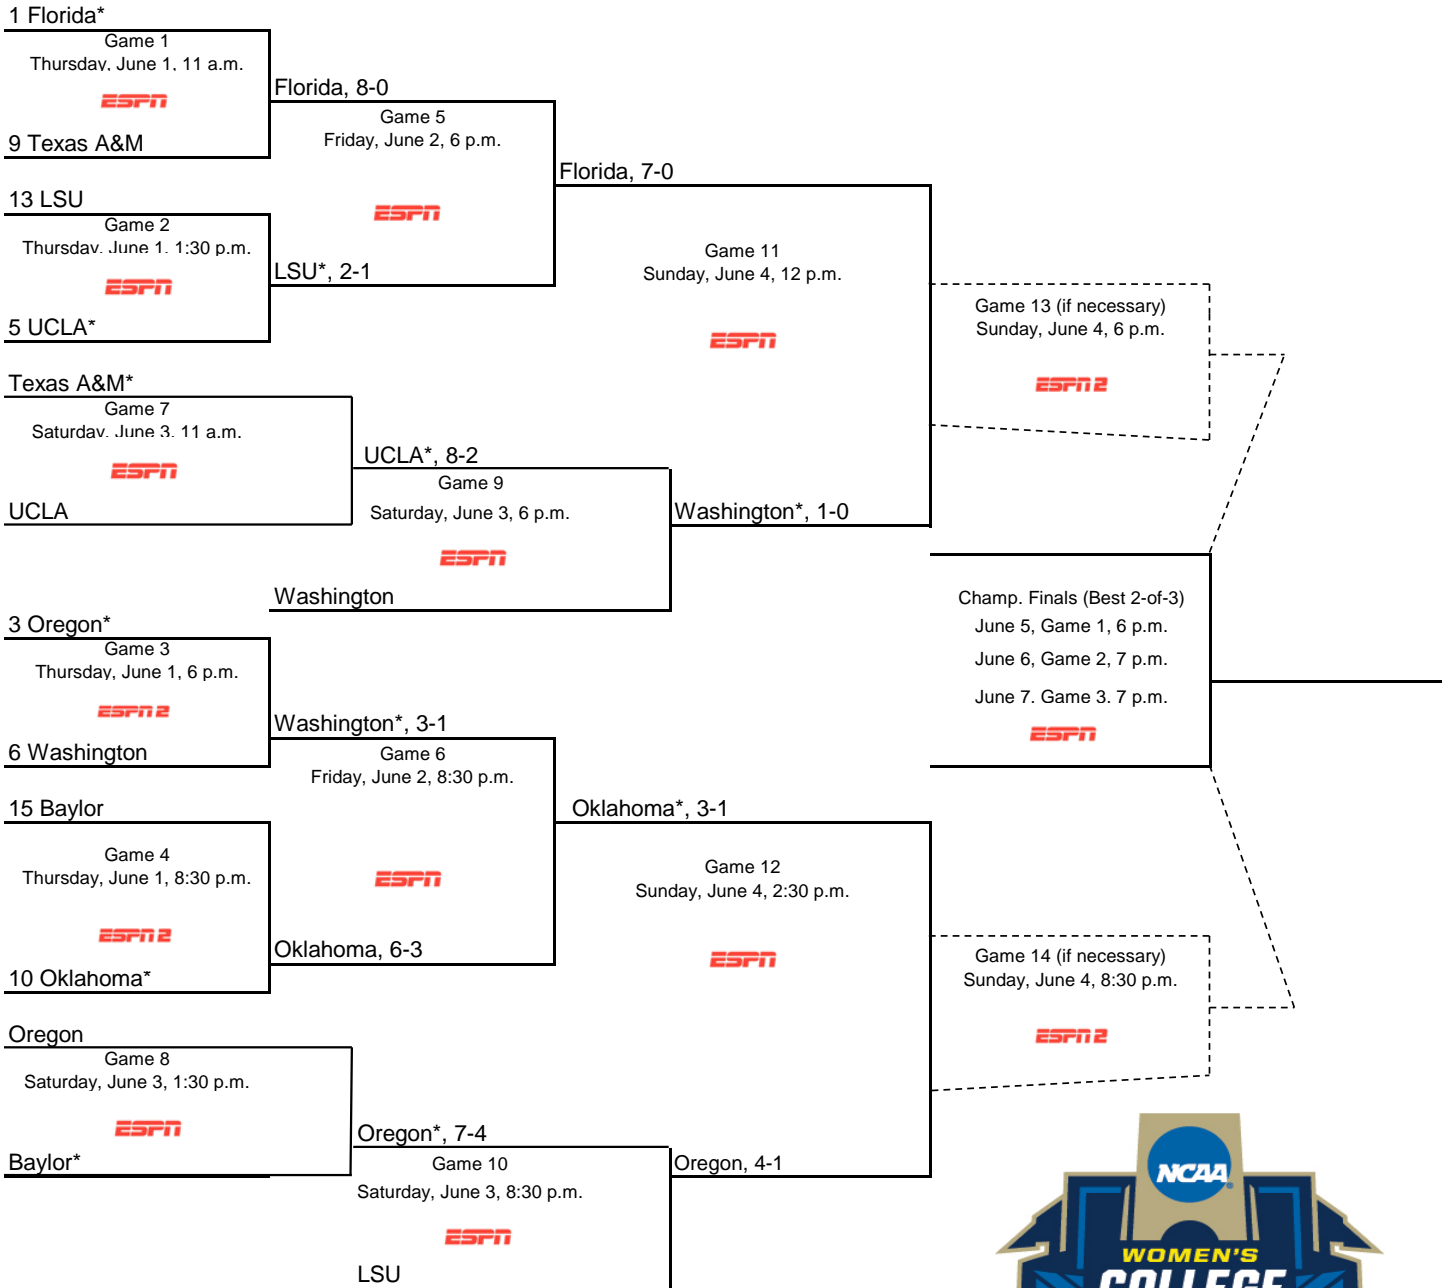 1 Florida*
Game 1
Thursday, June 1, 11 a.m.
ESPN
9 Texas A&M
Florida, 8-0
Game 5
Friday, June 2, 6 p.m.
ESPN
13 LSU
Game 2
Thursday, June 1, 1:30 p.m.
ESPN
5 UCLA*
LSU*, 2-1
Florida, 7-0
Game 11
Sunday, June 4, 12 p.m.
ESPN
Texas A&M*
Game 7
Saturday, June 3, 11 a.m.
ESPN
UCLA
UCLA*, 8-2
Game 9
Saturday, June 3, 6 p.m.
ESPN
Washington
Washington*, 1-0
Game 13 (if necessary)
Sunday, June 4, 6 p.m.
ESPN 2
Champ. Finals (Best 2-of-3)
June 5, Game 1, 6 p.m.
June 6, Game 2, 7 p.m.
June 7. Game 3. 7 p.m.
ESPN
3 Oregon*
Game 3
Thursday, June 1, 6 p.m.
ESPN 2
6 Washington
Washington*, 3-1
Game 6
Friday, June 2, 8:30 p.m.
ESPN
15 Baylor
Game 4
Thursday, June 1, 8:30 p.m.
ESPN 2
10 Oklahoma*
Oklahoma, 6-3
Oklahoma*, 3-1
Game 12
Sunday, June 4, 2:30 p.m.
ESPN
Game 14 (if necessary)
Sunday, June 4, 8:30 p.m.
ESPN 2
Oregon
Game 8
Saturday, June 3, 1:30 p.m.
ESPN
Baylor*
Oregon*, 7-4
Game 10
Saturday, June 3, 8:30 p.m.
ESPN
LSU
Oregon, 4-1
NCAA
WOMEN'S
COLLEGE